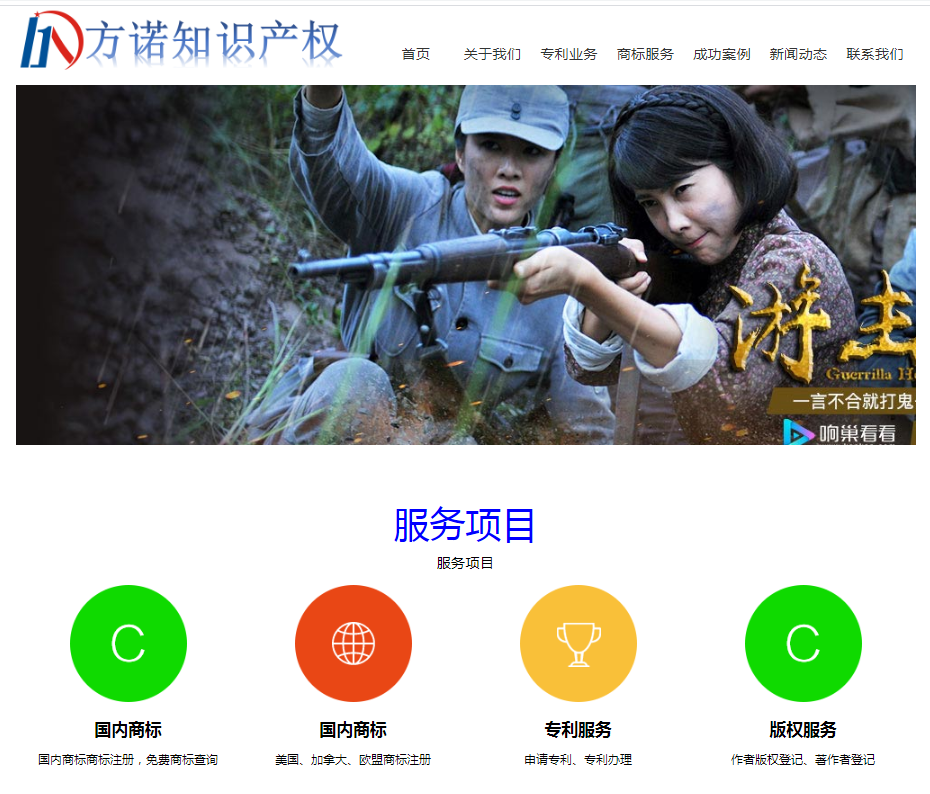 方诺知识产权
首页 关于我们 专利业务 商标服务 成功案例 新闻动态 联系我们
游击
Guerrilla H
一言不合就打鬼
响巢看看
服务项目
服务项目
C
C
国内商标 国内商标 专利服务 版权服务
国内商标商标注册，免费商标查询 美国、加拿大、欧盟商标注册 申请专利、专利办理 作者版权登记、著作者登记